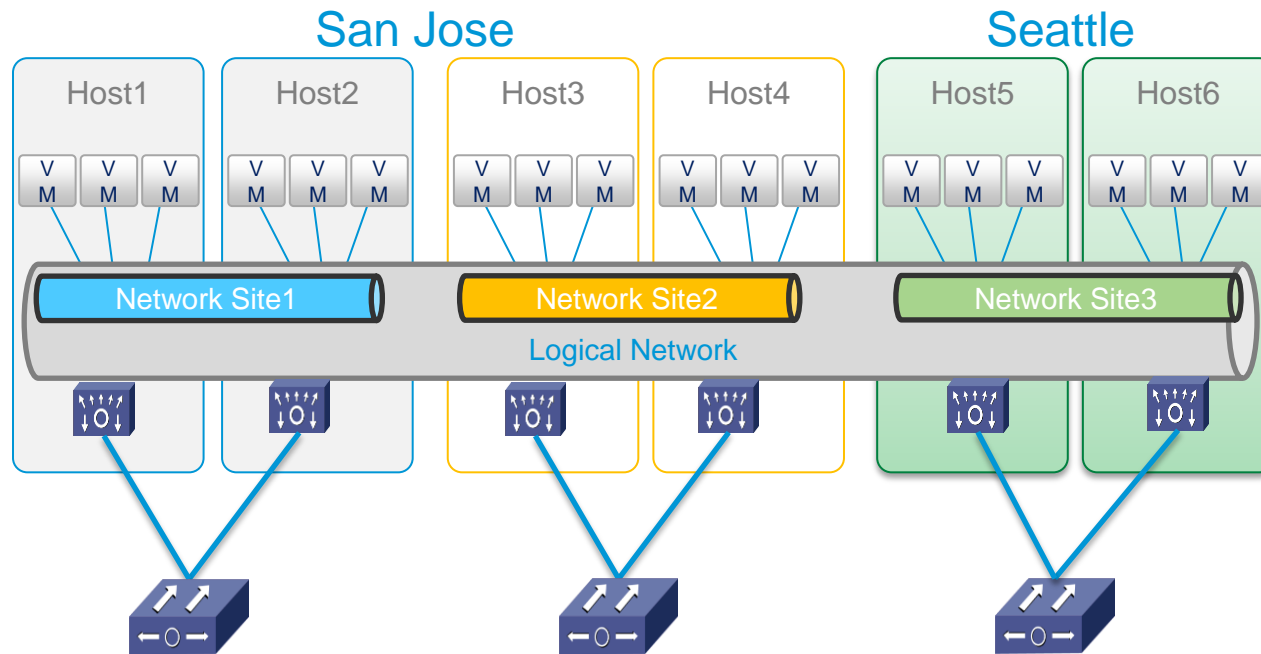 San Jose
Seattle
Host1
Host2
Host3
Host4
Host5
Host6
V V V V V V V V V V V V V V V V V V
M M M M M M M M M M M M M M M M M M
Network Site1
Network Site2
Network Site3
Logical Network